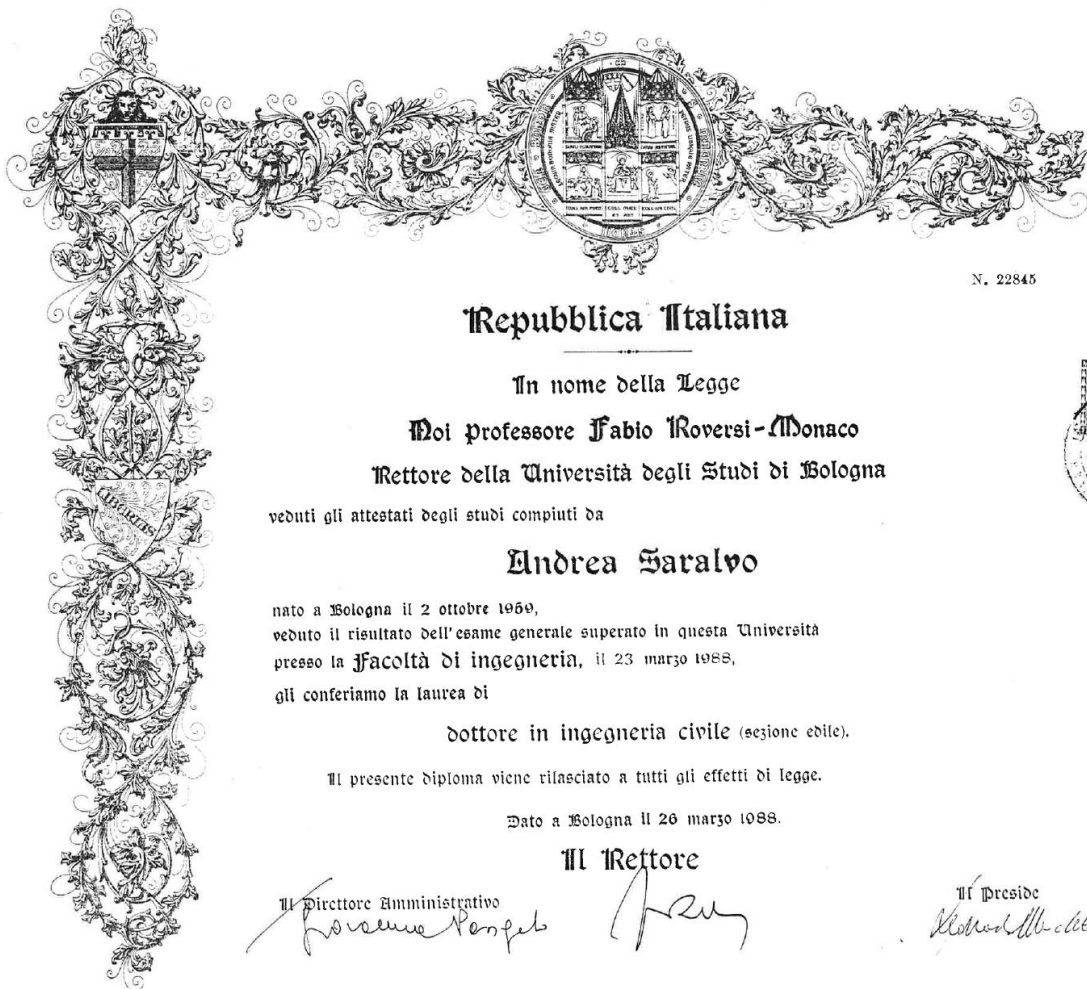 N. 22845
Repubblica Italiana
In nome della Legge
Noi professore Fabio Roversi-Monaco
Rettore della Università degli Studi di Bologna
veduti gli attestati degli studi compiuti da
LIBERTAS
Andrea Saralvo
nato a Bologna il 2 ottobre 1959,
veduto il risultato dell'esame generale superato in questa Università
presso la Facoltà di ingegneria, il 23 marzo 1988,
gli conferiamo la laurea di
dottore in ingegneria civile (sezione edile).
Il presente diploma viene rilasciato a tutti gli effetti di legge.
Dato a Bologna il 26 marzo 1988.
Il Rettore
Il Direttore Amministrativo
Il Preside